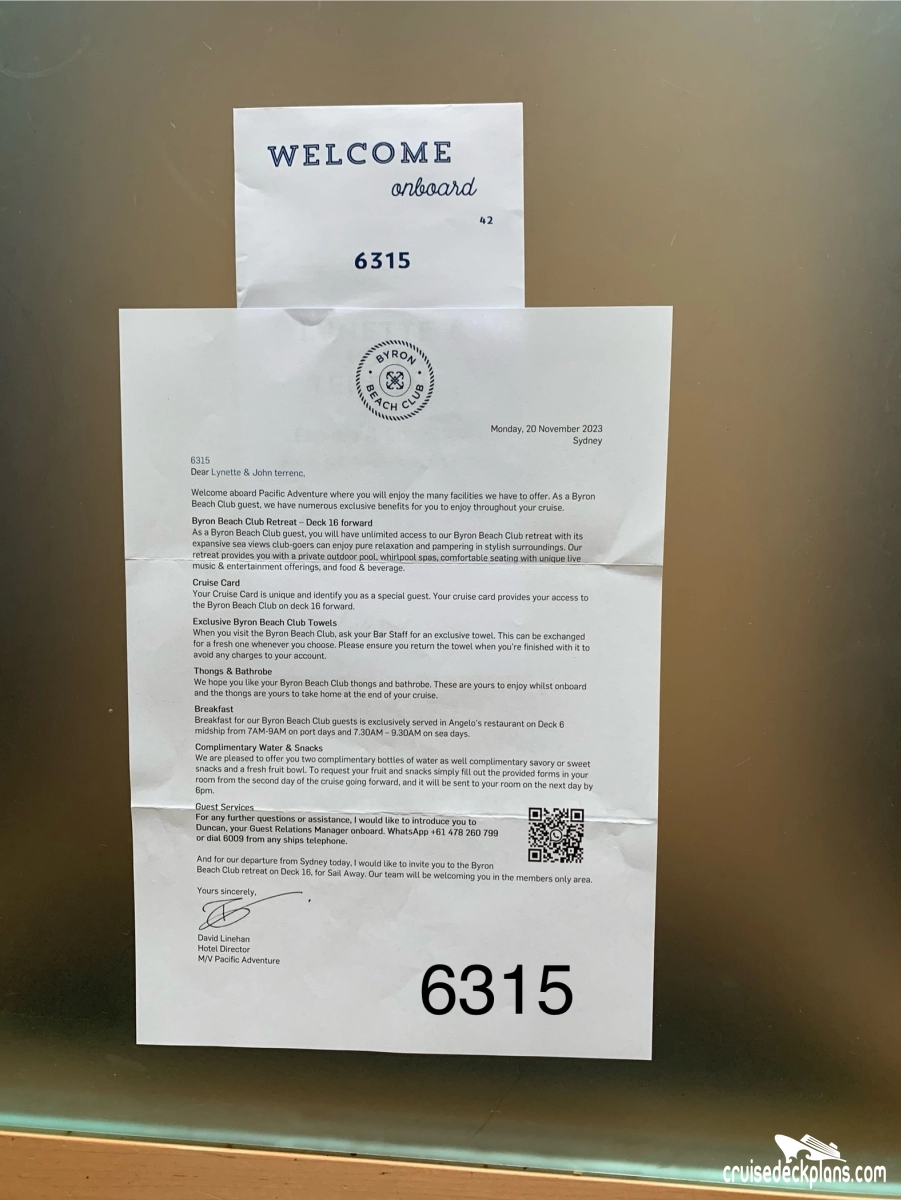 WELCOME
onboard
42
6315
BYRON
BEACH CLUB
Monday, 20 November 2023
Sydney
6315
Dear Lynette & John terrenc,
Welcome aboard Pacific Adventure where you will enjoy the many facilities we have to offer. As a Byron
Beach Club guest, we have numerous exclusive benefits for you to enjoy throughout your cruise.
Byron Beach Club Retreat – Deck 16 forward
As a Byron Beach Club guest, you will have unlimited access to our Byron Beach Club retreat with its
expansive sea views club-goers can enjoy pure relaxation and pampering in stylish surroundings. Our
retreat provides you with a private outdoor pool, whirlpool spas, comfortable seating with unique live
music & entertainment offerings, and food & beverage.
Cruise Card
Your Cruise Card is unique and identify you as a special guest. Your cruise card provides your access to
the Byron Beach Club on deck 16 forward.
Exclusive Byron Beach Club Towels
When you visit the Byron Beach Club, ask your Bar Staff for an exclusive towel. This can be exchanged
for a fresh one whenever you choose. Please ensure you return the towel when you're finished with it to
avoid any charges to your account.
Thongs & Bathrobe
We hope you like your Byron Beach Club thongs and bathrobe. These are yours to enjoy whilst onboard
and the thongs are yours to take home at the end of your cruise.
Breakfast
Breakfast for our Byron Beach Club guests is exclusively served in Angelo's restaurant on Deck 6
midship from 7AM-9AM on port days and 7.30AM – 9.30AM on sea days.
Complimentary Water & Snacks
We are pleased to offer you two complimentary bottles of water as well complimentary savory or sweet
snacks and a fresh fruit bowl. To request your fruit and snacks simply fill out the provided forms in your
room from the second day of the cruise going forward, and it will be sent to your room on the next day by
6pm.
Guest Services
For any further questions or assistance, I would like to introduce you to
Duncan, your Guest Relations Manager onboard. WhatsApp +61 478 260 799
or dial 6009 from any ships telephone.
And for our departure from Sydney today, I would like to invite you to the Byron
Beach Club retreat on Deck 16, for Sail Away. Our team will be welcoming you in the members only area.
Yours sincerely,
David Linehan
Hotel Director
M/V Pacific Adventure
6315
cruisedeckplans.com